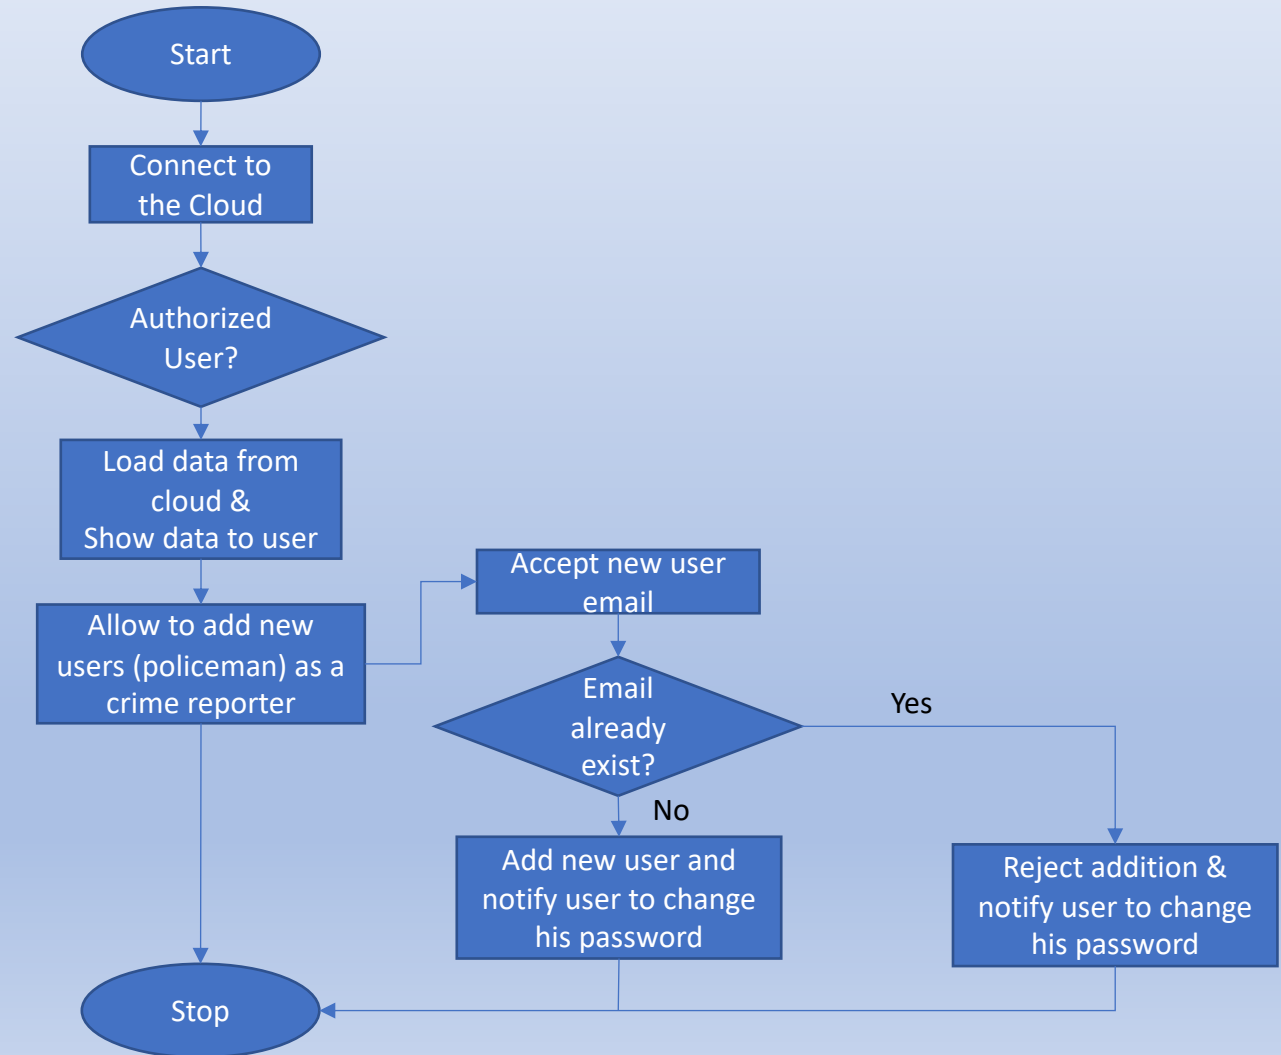 Start
Connect to
the Cloud
Authorized
User?
Load data from
cloud &
Show data to user
Allow to add new
users (policeman) as a
crime reporter
Accept new user
email
Email
already
exist?
Yes
No
Add new user and
notify user to change
his password
Reject addition &
notify user to change
his password
Stop